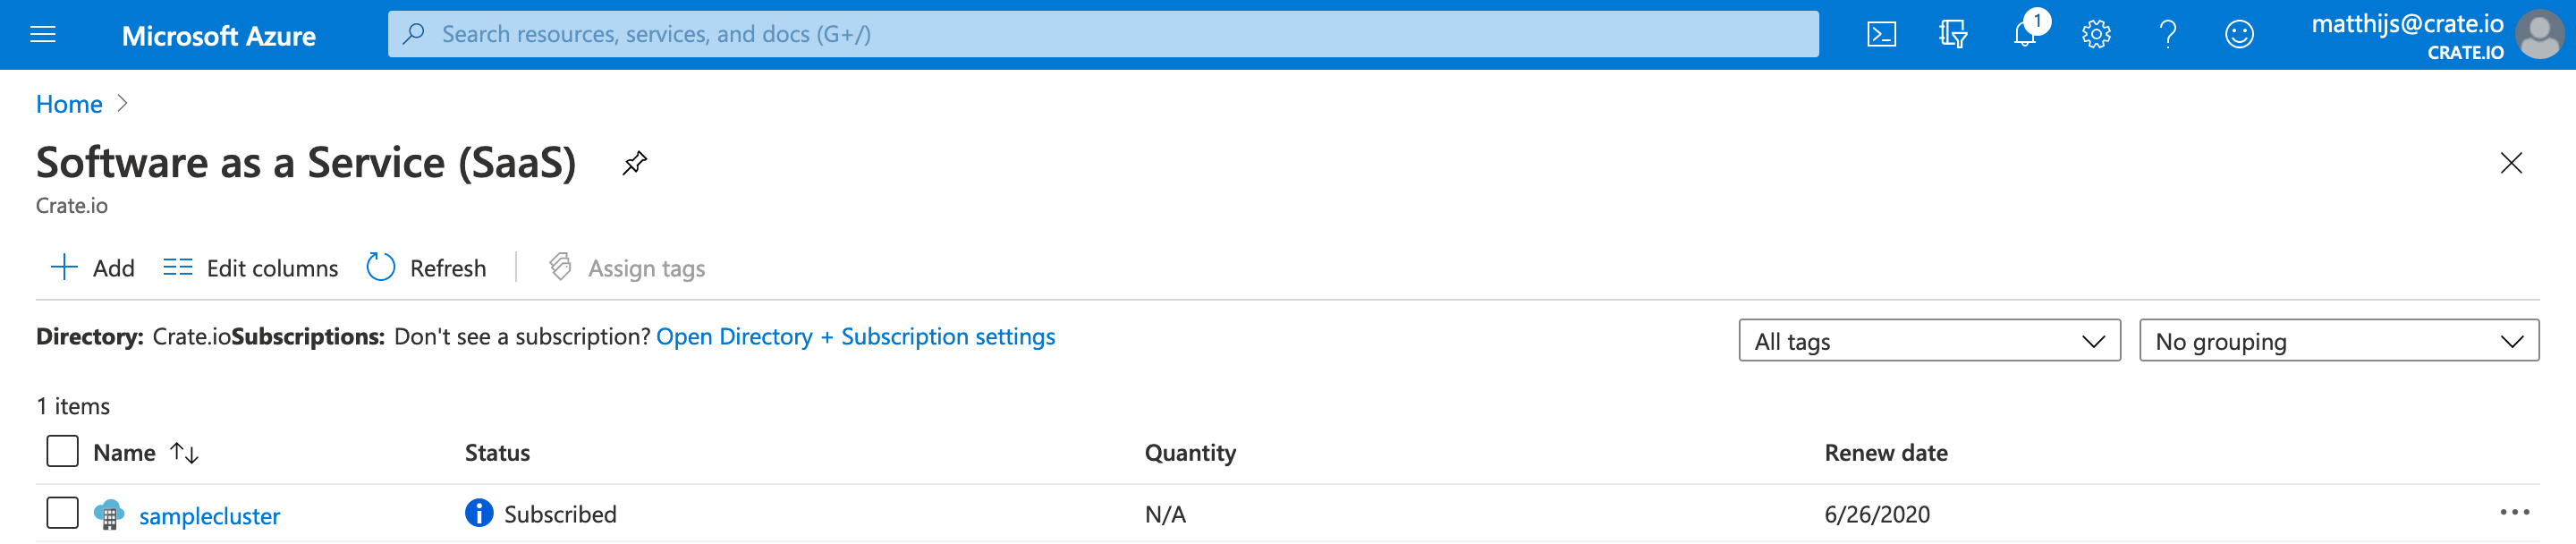 Microsoft Azure
Search resources, services, and docs (G+/)
1
matthijs@crate.io
CRATE.IO
Home
Software as a Service (SaaS)
Crate.io
Add Edit columns Refresh Assign tags
Directory: Crate.ioSubscriptions: Don't see a subscription? Open Directory + Subscription settings
All tags
No grouping
1 items
Name Status Quantity Renew date
samplecluster Subscribed N/A 6/26/2020